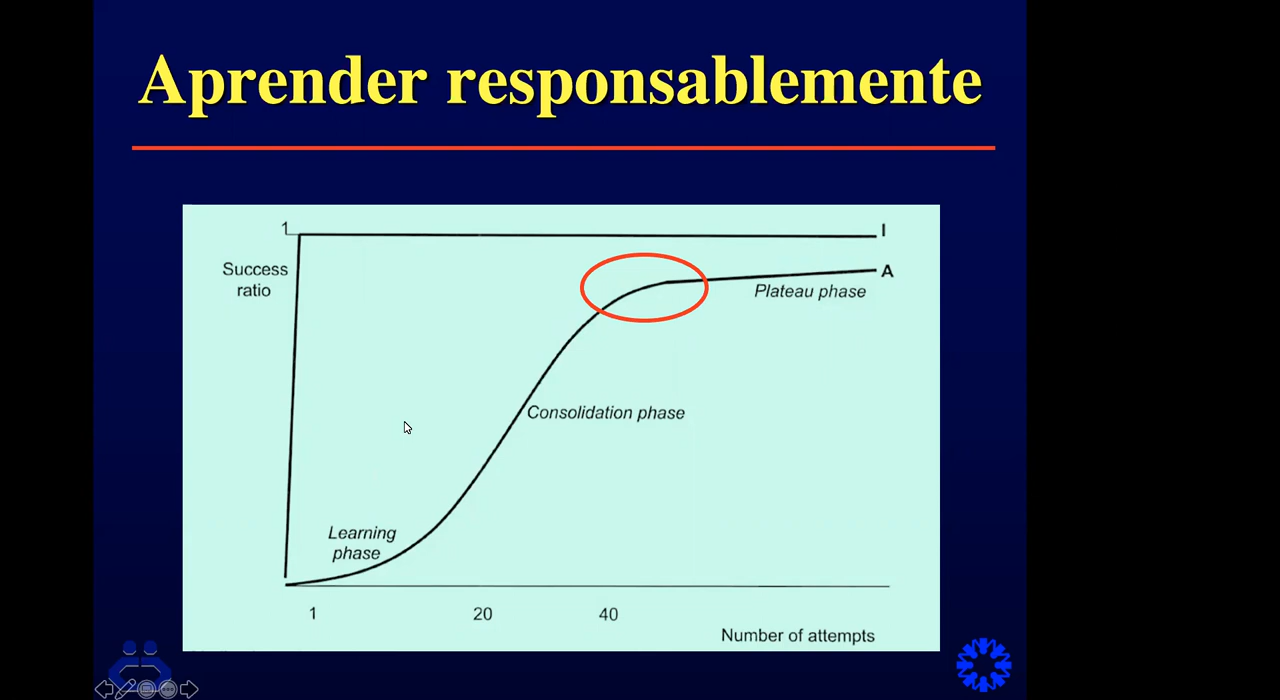 Aprender responsablemente
1
I
Success
ratio
A
Plateau phase
Consolidation phase
Learning
phase
1 20 40
Number of attempts